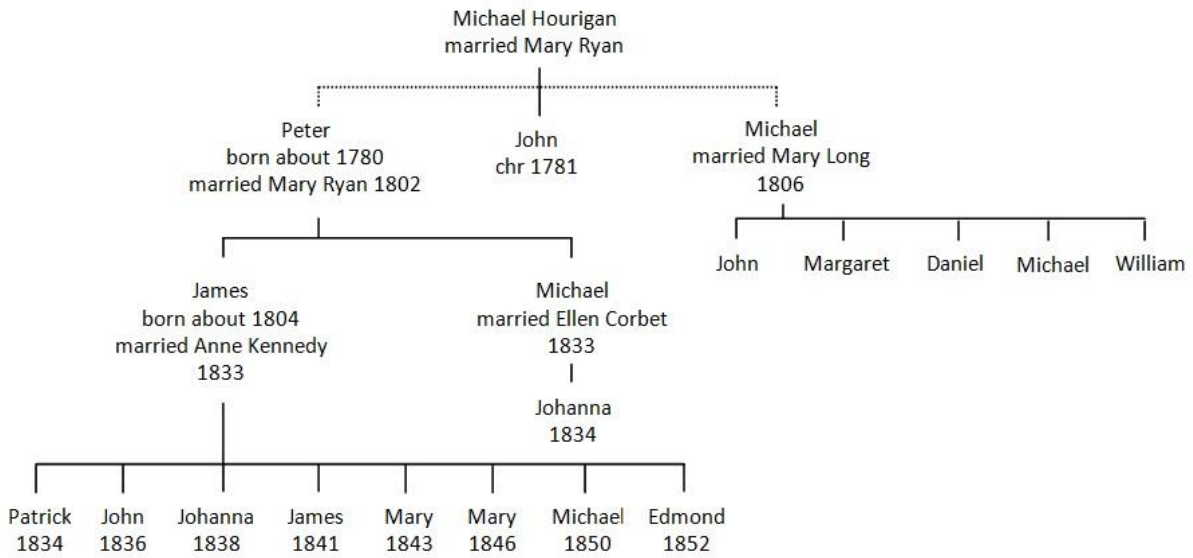 Michael Hourigan
married Mary Ryan
Peter
born about 1780
married Mary Ryan 1802
John
chr 1781
Michael
married Mary Long
1806
John
Margaret
Daniel
Michael
William
James
born about 1804
married Anne Kennedy
1833
Michael
married Ellen Corbet
1833
Johanna
1834
Patrick
1834
John
1836
Johanna
1838
James
1841
Mary
1843
Mary
1846
Michael
1850
Edmond
1852